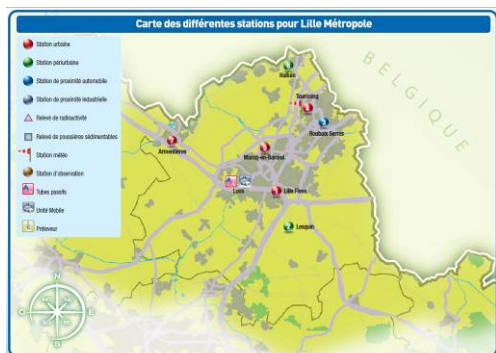 Carte des différentes stations pour Lille Métropole
Station urbaine
Station périurbaine
Station de proximité automobile
Station de proximité industrielle
Relevé de radioactivité
Relevé de poussières sédimentables
Station météo
Station d'observation
Tubes passifs
Unité Mobile
Préleveur
BELGIQUE
Halluin
Tourcoing
Roubaix Serres
Armentières
Marcq-en-Baroeul
Loos
Lille Fives
Lesquin
N
O
E
S